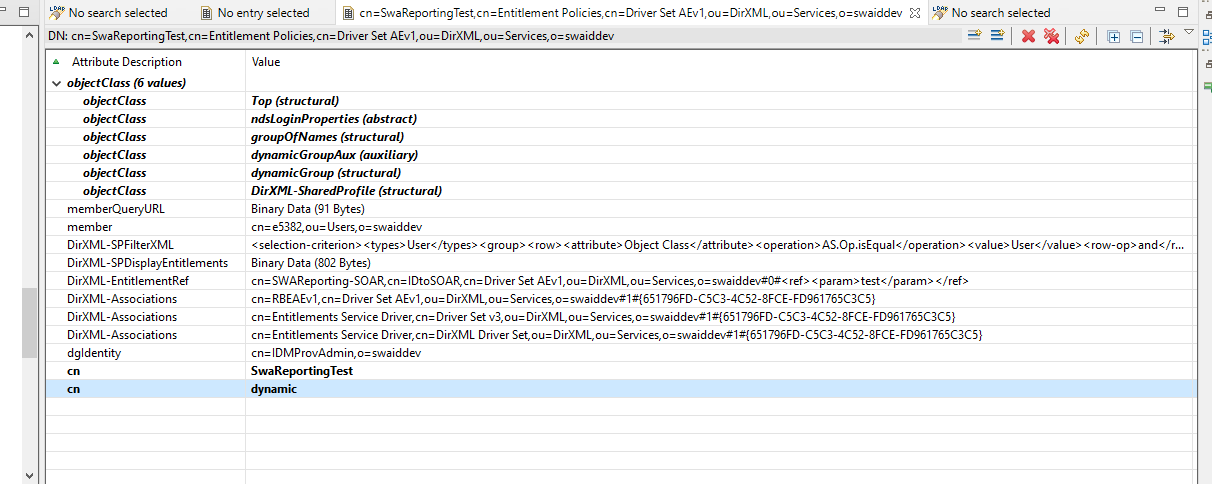 No search selected No entry selected cn=SwaReportingTest,cn=Entitlement Policies,cn=Driver Set AEv1,ou=DirXML,ou=Services,o=swaiddev No search selected
DN: cn=SwaReportingTest,cn=Entitlement Policies,cn=Driver Set AEv1,ou=DirXML,ou=Services,o=swaiddev
Attribute Description Value
objectClass (6 values)
objectClass Top (structural)
objectClass ndsLoginProperties (abstract)
objectClass groupOfNames (structural)
objectClass dynamicGroupAux (auxiliary)
objectClass dynamicGroup (structural)
objectClass DirXML-SharedProfile (structural)
memberQueryURL Binary Data (91 Bytes)
member cn=e5382,ou=Users,o=swaiddev
DirXML-SPFilterXML <selection-criterion><types>User</types><group><row><attribute>Object Class</attribute><operation>AS.Op.isEqual</operation><value>User</value><row-op>and</r...
DirXML-SPDisplayEntitlements Binary Data (802 Bytes)
DirXML-EntitlementRef cn=SWAReporting-SOAR,cn=IDtoSOAR,cn=Driver Set AEv1,ou=DirXML,ou=Services,o=swaiddev#0#<ref><param>test</param></ref>
DirXML-Associations cn=RBEAEv1,cn=Driver Set AEv1,ou=DirXML,ou=Services,o=swaiddev#1#{651796FD-C5C3-4C52-8FCE-FD961765C3C5}
DirXML-Associations cn=Entitlements Service Driver,cn=Driver Set v3,ou=DirXML,ou=Services,o=swaiddev#1#{651796FD-C5C3-4C52-8FCE-FD961765C3C5}
DirXML-Associations cn=Entitlements Service Driver,cn=DirXML Driver Set,ou=DirXML,ou=Services,o=swaiddev#1#{651796FD-C5C3-4C52-8FCE-FD961765C3C5}
dgIdentity cn=IDMProvAdmin,o=swaiddev
cn SwaReportingTest
cn dynamic